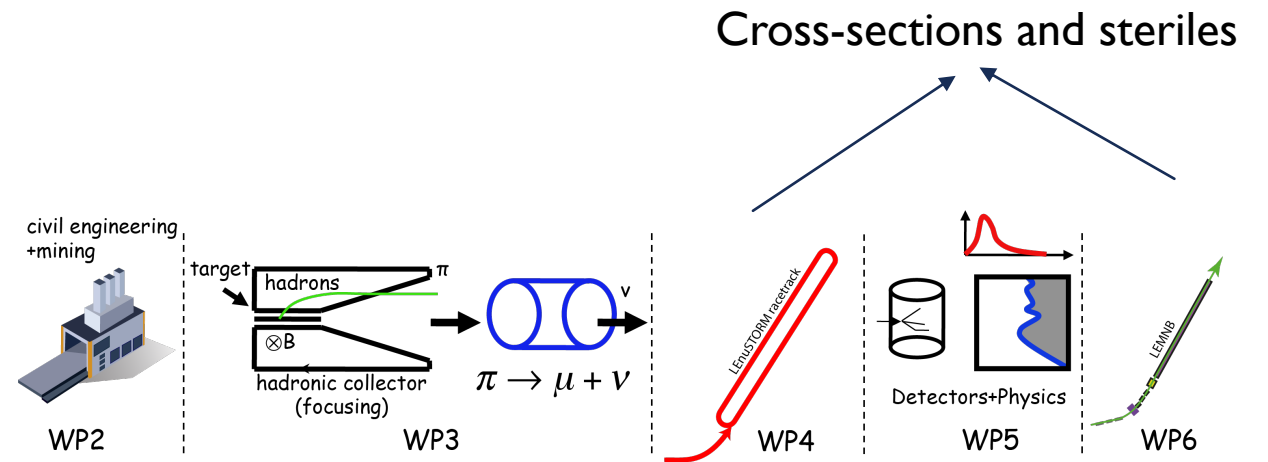 Cross-sections and steriles
civil engineering
+mining
WP2
target
hadrons
π
⊗B
hadronic collector
(focusing)
ν
π → μ + ν
WP3
LEnuSTORM racetrack
WP4
Detectors+Physics
WP5
LEMNB
WP6